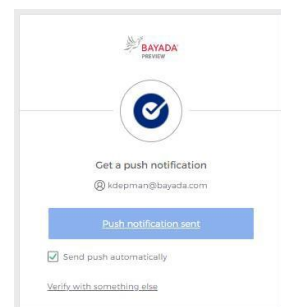 BAYADA
PREVIEW
Get a push notification
kdepman@bayada.com
Push notification sent
Send push automatically
Verify with something else